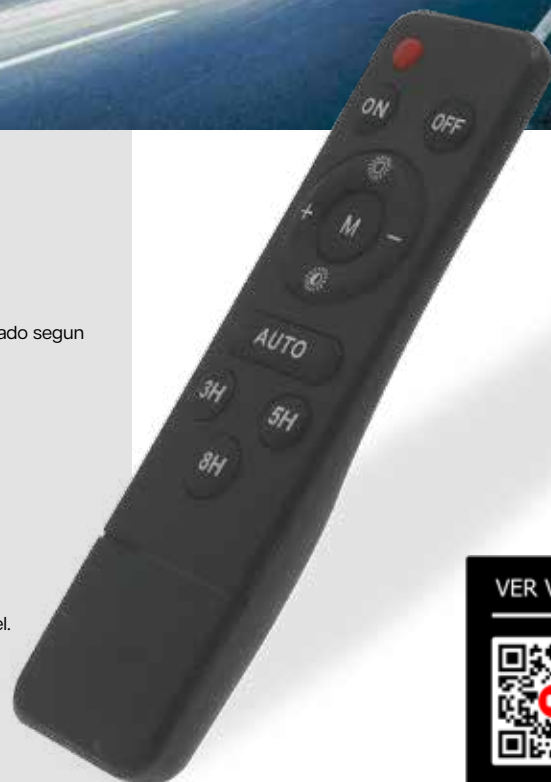 ON OFF
+ M -
AUTO
3H 5H
8H
ado segun
el.
VER V